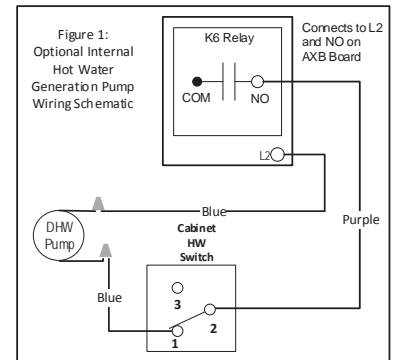 Figure 1:
Optional Internal
Hot Water
Generation Pump
Wiring Schematic
K6 Relay
COM
NO
L2
Connects to L2
and NO on
AXB Board
Blue
Purple
DHW
Pump
Cabinet
HW
Switch
Blue
3
2
1